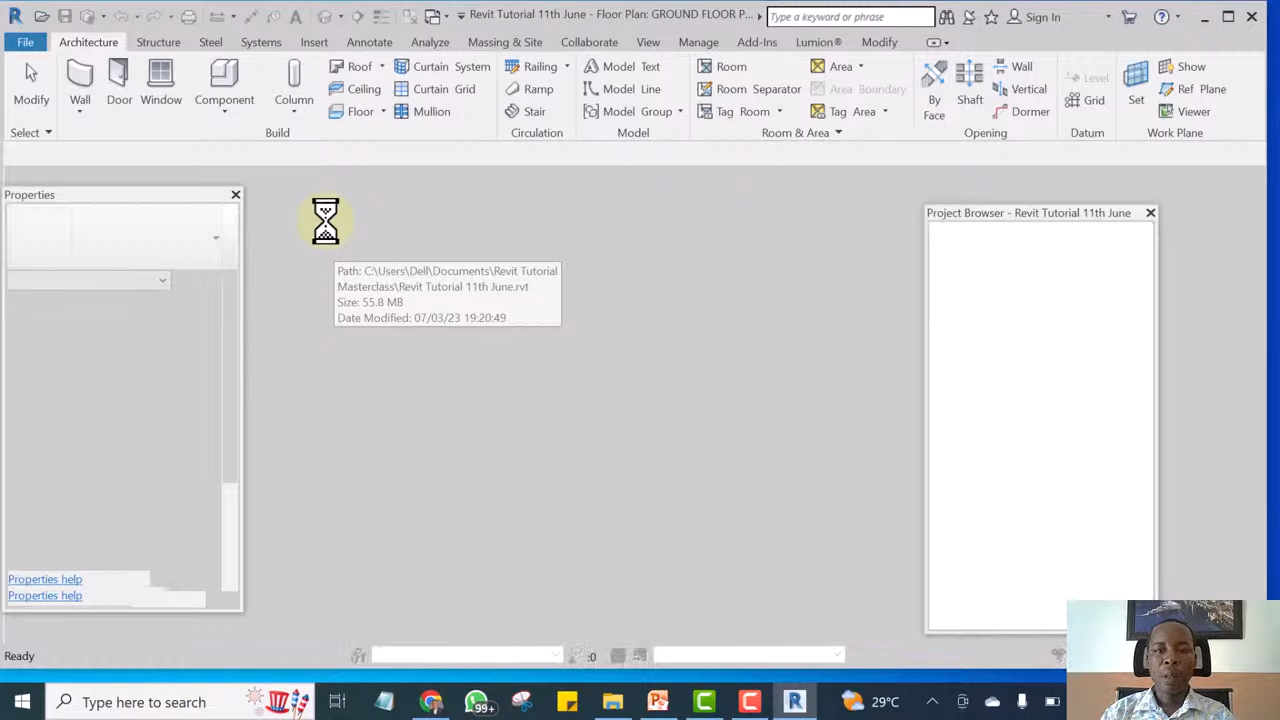 Revit Tutorial 11th June - Floor Plan: GROUND FLOOR P...
Type a keyword or phrase
Sign In
File Architecture Structure Steel Systems Insert Annotate Analyze Massing & Site Collaborate View Manage Add-Ins Lumion® Modify
Modify
Wall
Door
Window
Component
Column
Roof
Ceiling
Floor
Curtain System
Curtain Grid
Mullion
Railing
Ramp
Stair
Model Text
Model Line
Model Group
Room
Room Separator
Tag Room
Area
Area Boundary
Tag Area
By
Face
Shaft
Wall
Vertical
Dormer
Level
Grid
Set
Show
Ref Plane
Viewer
Select Build Circulation Model Room & Area Opening Datum Work Plane
Properties
Project Browser - Revit Tutorial 11th June
Path: C:\Users\Dell\Documents\Revit Tutorial
Masterclass\Revit Tutorial 11th June.rvt
Size: 55.8 MB
Date Modified: 07/03/23 19:20:49
Properties help
Properties help
Ready
:0
Type here to search
99+
29°C